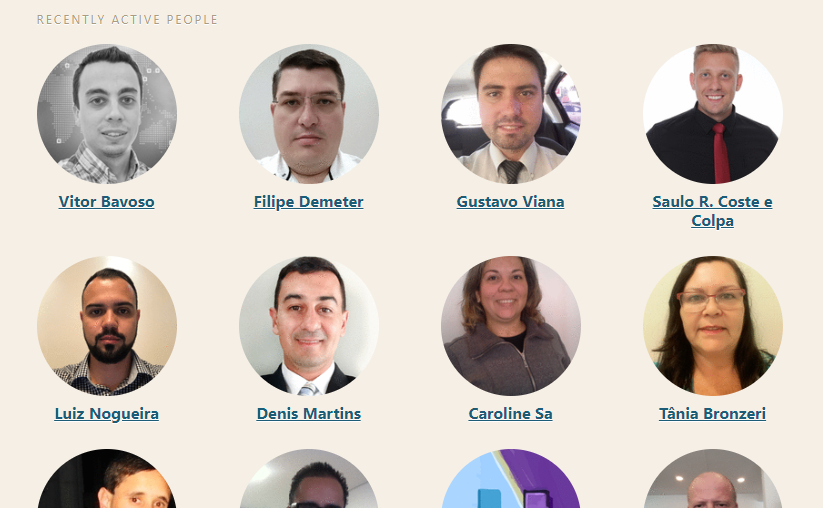 RECENTLY ACTIVE PEOPLE
Vitor Bavoso
Filipe Demeter
Gustavo Viana
Saulo R. Coste e
Colpa
Luiz Nogueira
Denis Martins
Caroline Sa
Tânia Bronzeri